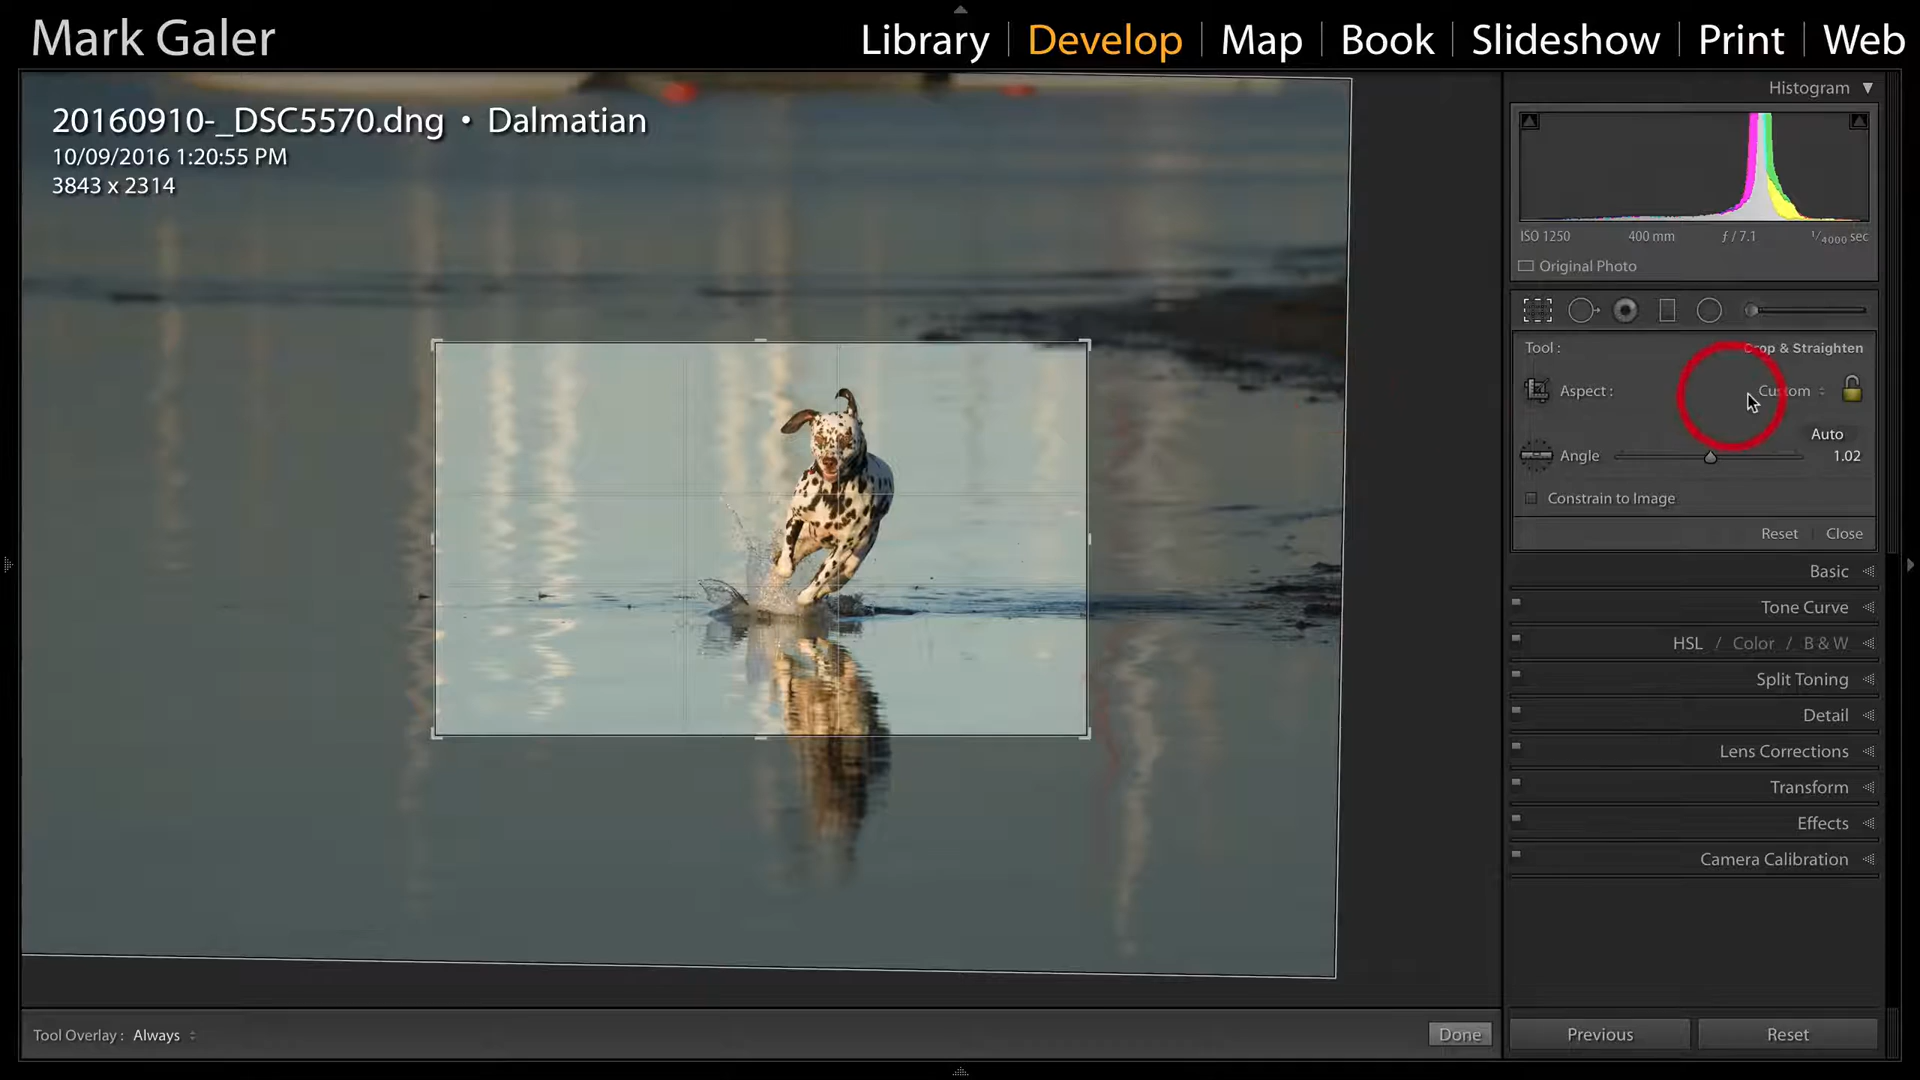 Mark Galer
Library | Develop | Map | Book | Slideshow | Print | Web
20160910-_DSC5570.dng • Dalmatian
10/09/2016 1:20:55 PM
3843 x 2314
Histogram
ISO 1250 400 mm ƒ / 7.1 1/4000 sec
Original Photo
Tool : Crop & Straighten
Aspect : Custom
Auto
Angle 1.02
Constrain to Image
Reset Close
Basic
Tone Curve
HSL / Color / B & W
Split Toning
Detail
Lens Corrections
Transform
Effects
Camera Calibration
Tool Overlay : Always Done Previous Reset